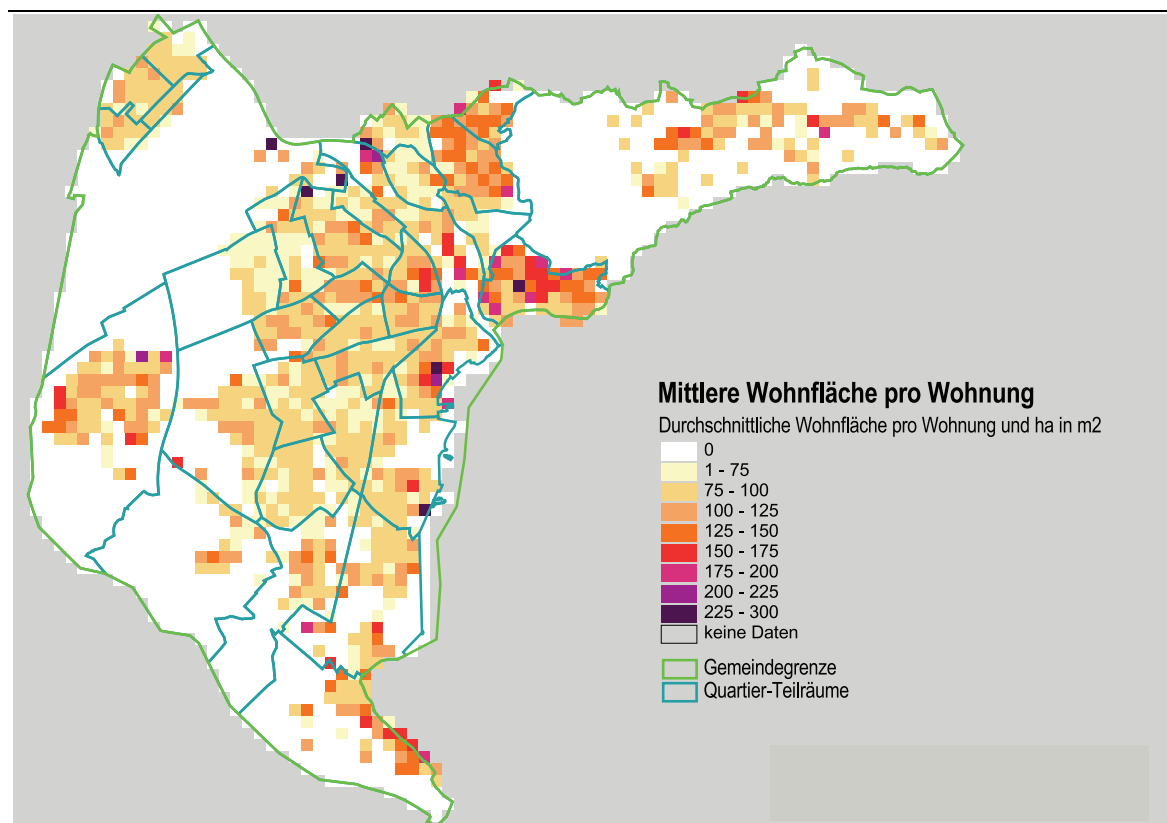 Mittlere Wohnfläche pro Wohnung
Durchschnittliche Wohnfläche pro Wohnung und ha in m2
0
1 - 75
75 - 100
100 - 125
125 - 150
150 - 175
175 - 200
200 - 225
225 - 300
keine Daten
Gemeindegrenze
Quartier-Teilräume